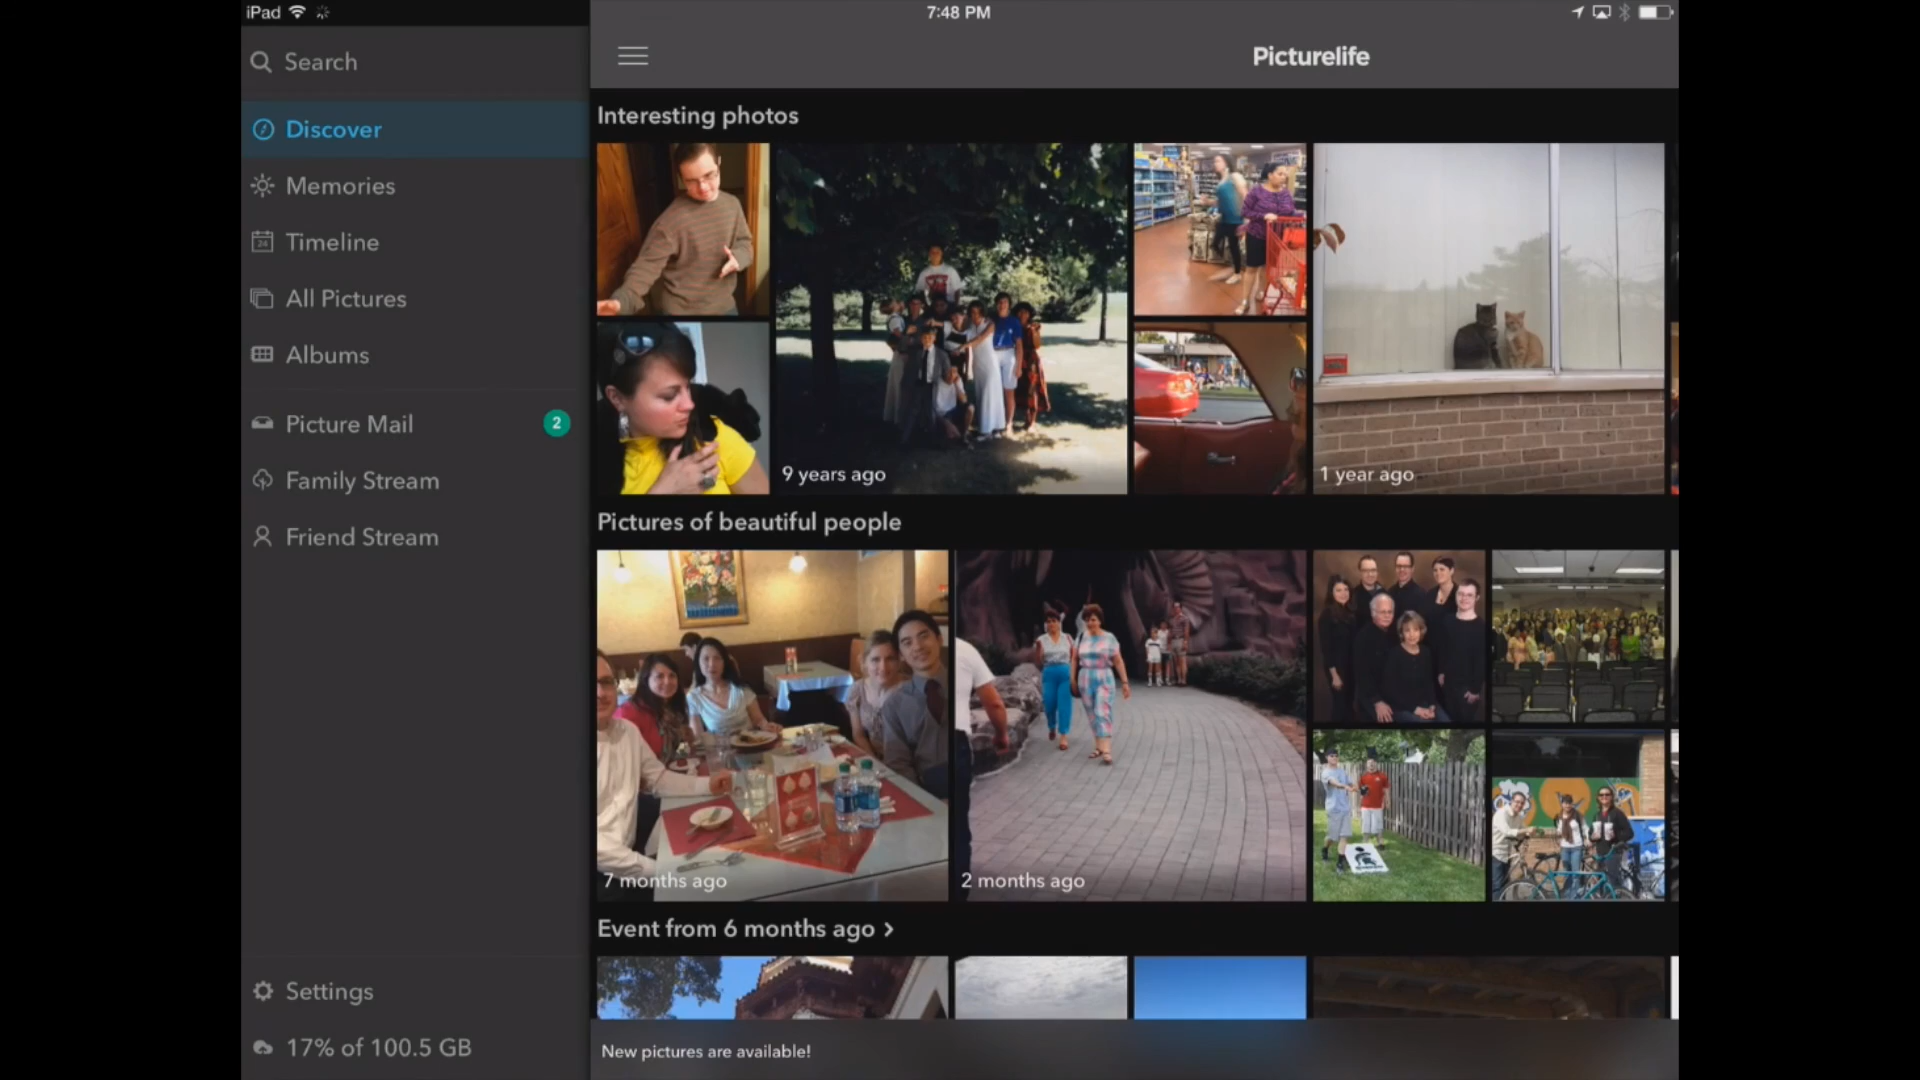 iPad
7:48 PM
Search
Picturelife
Discover
Memories
Timeline
24
All Pictures
Albums
Picture Mail
2
Family Stream
Friend Stream
Settings
17% of 100.5 GB
Interesting photos
9 years ago
1 year ago
Pictures of beautiful people
7 months ago
2 months ago
Event from 6 months ago >
New pictures are available!